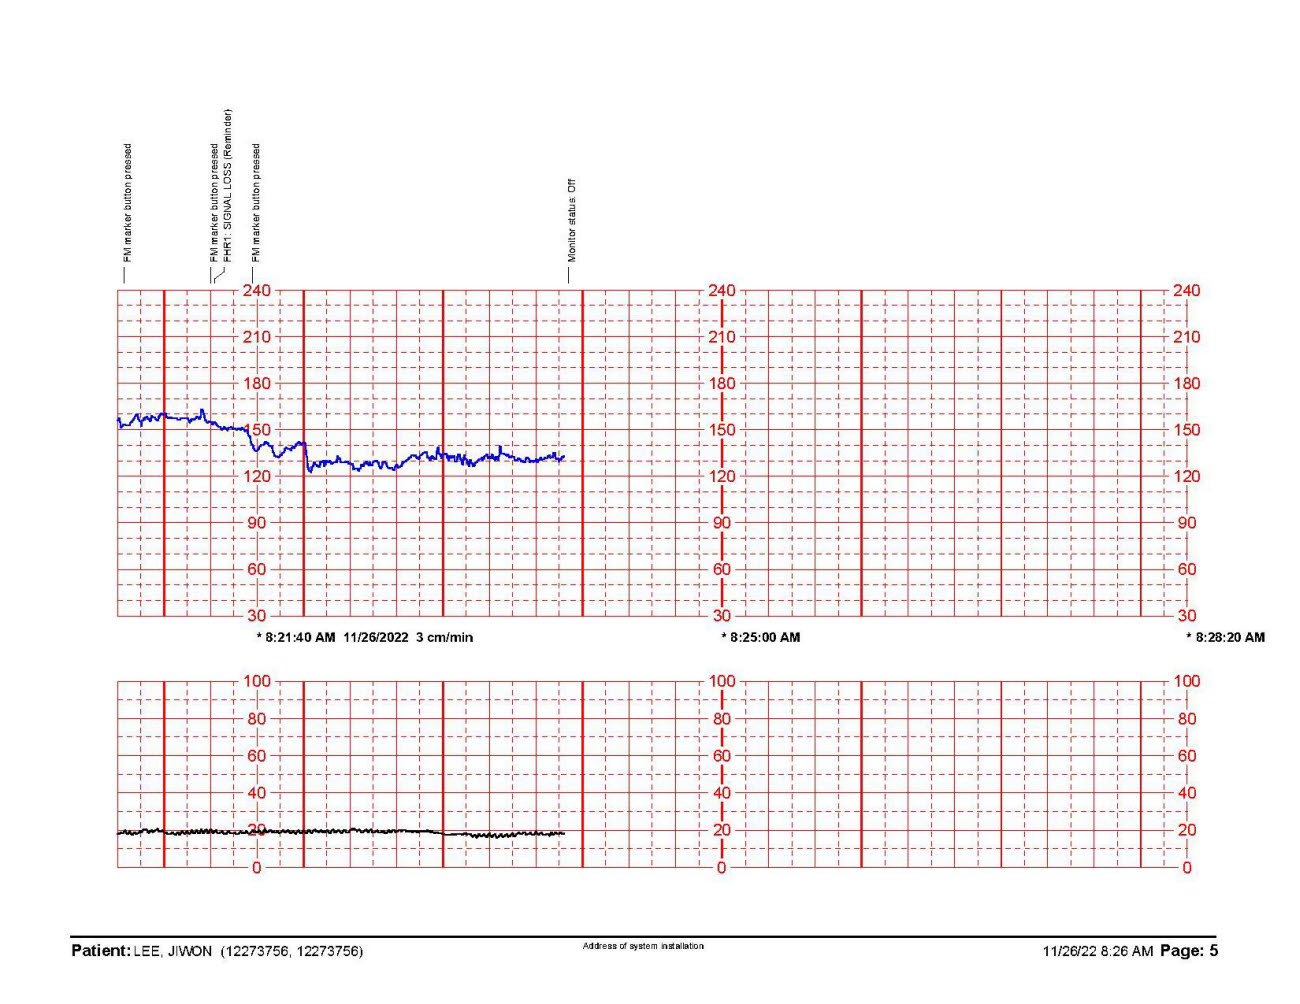 FM marker button pressed
FM marker button pressed
FHR1: SIGNAL LOSS (Reminder)
FM marker button pressed
Monitor status: Off
240 240 240
210 210 210
180 180 180
150 150 150
120 120 120
90 90 90
60 60 60
30 30 30
* 8:21:40 AM 11/26/2022 3 cm/min * 8:25:00 AM * 8:28:20 AM
100 100 100
80 80 80
60 60 60
40 40 40
20 20 20
0 0 0
Patient: LEE, JIWON (12273756, 12273756) Address of system installation 11/26/22 8:26 AM Page: 5